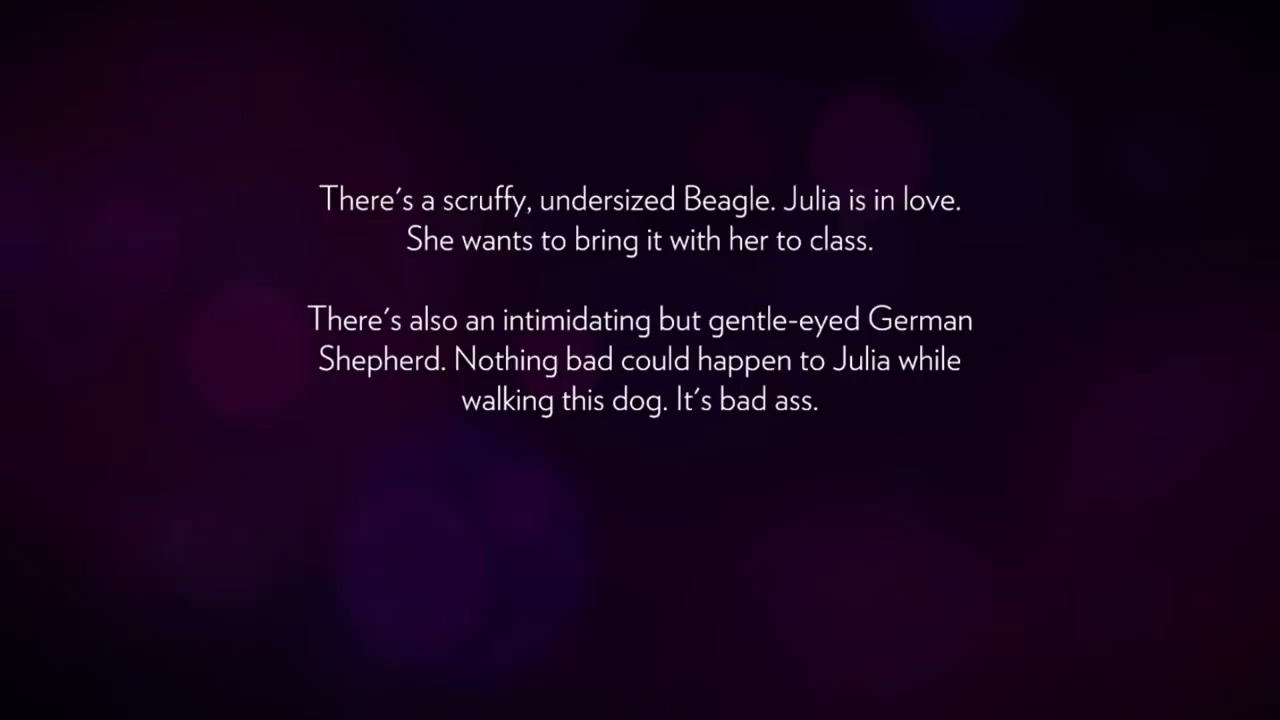 There's a scruffy, undersized Beagle. Julia is in love.
She wants to bring it with her to class.
There's also an intimidating but gentle-eyed German
Shepherd. Nothing bad could happen to Julia while
walking this dog. It's bad ass.